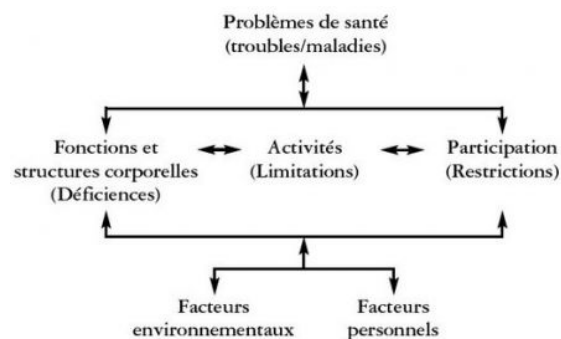 Problèmes de santé
(troubles/maladies)
Fonctions et
structures corporelles
(Déficiences)
Activités
(Limitations)
Participation
(Restrictions)
Facteurs
environnementaux
Facteurs
personnels